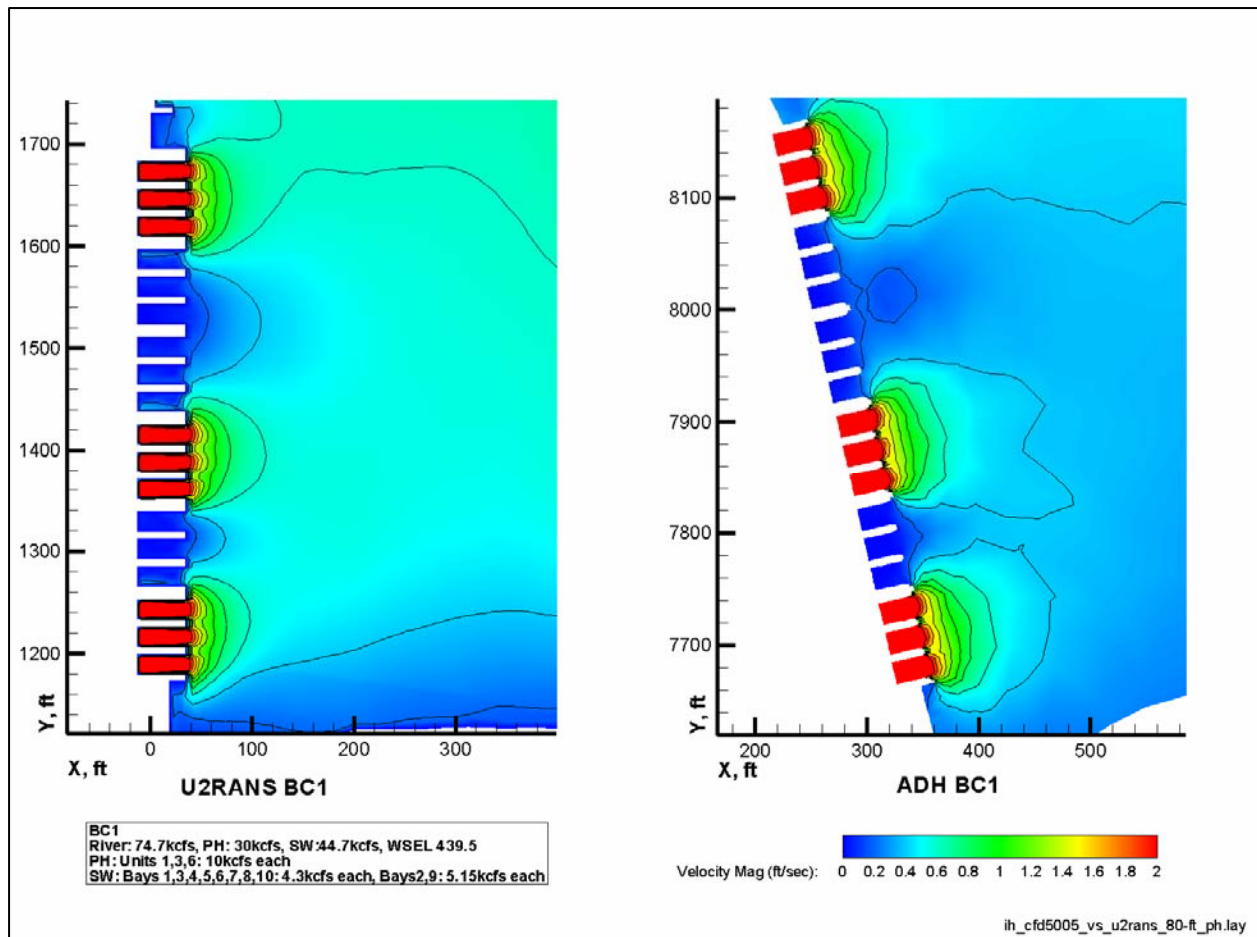 1700
1600
1500
1400
1300
1200
Y, ft
0 100 200 300
X, ft
U2RANS BC1
8100
8000
7900
7800
7700
Y, ft
200 300 400 500
X, ft
ADH BC1
BC1
River: 74.7kcfs, PH: 30kcfs, SW:44.7kcfs, WSEL 439.5
PH: Units 1,3,6: 10kcfs each
SW: Bays 1,3,4,5,6,7,8,10: 4.3kcfs each, Bays2,9: 5.15kcfs each
Velocity Mag (ft/sec): 0 0.2 0.4 0.6 0.8 1 1.2 1.4 1.6 1.8 2
ih_cfd5005_vs_u2rans_80-ft_ph.lay